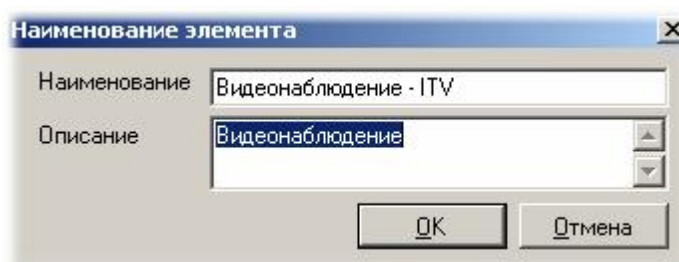 Наименование элемента
Наименование Видеонаблюдение - ITV
Описание Видеонаблюдение
OK Отмена